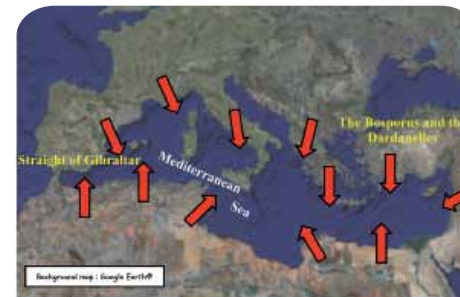 The Bosporus and the
Dardanelles
Straight of Gibraltar
Mediterranean
Sea
Background map : Google Earth©